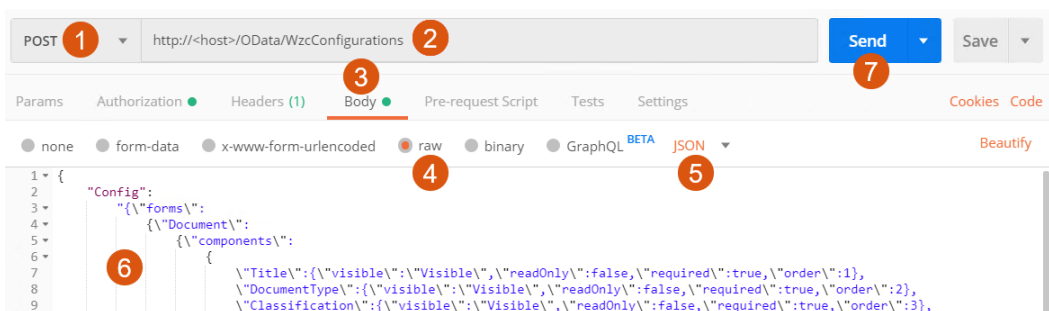 POST 1 http://<host>/OData/WzcConfigurations 2 Send Save
3 7
Params Authorization Headers (1) Body Pre-request Script Tests Settings Cookies Code
none form-data x-www-form-urlencoded raw binary GraphQL BETA JSON Beautify
4 5
1 {
2 "Config":
3 "{\"forms\":
4 {\"Document\":
5 {\"components\":
6 {
6
7 \"Title\":{\"visible\":\"Visible\",\"readOnly\":false,\"required\":true,\"order\":1},
8 \"DocumentType\":{\"visible\":\"Visible\",\"readOnly\":false,\"required\":true,\"order\":2},
9 \"Classification\":{\"visible\":\"Visible\",\"readOnly\":false,\"required\":true,\"order\":3},